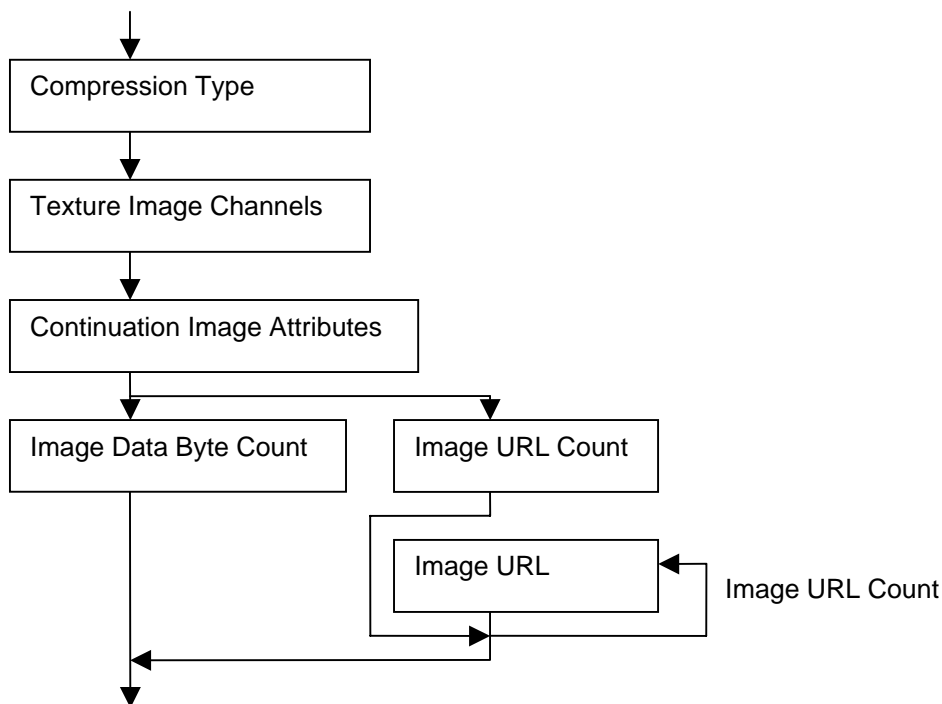 Compression Type
Texture Image Channels
Continuation Image Attributes
Image Data Byte Count
Image URL Count
Image URL
Image URL Count